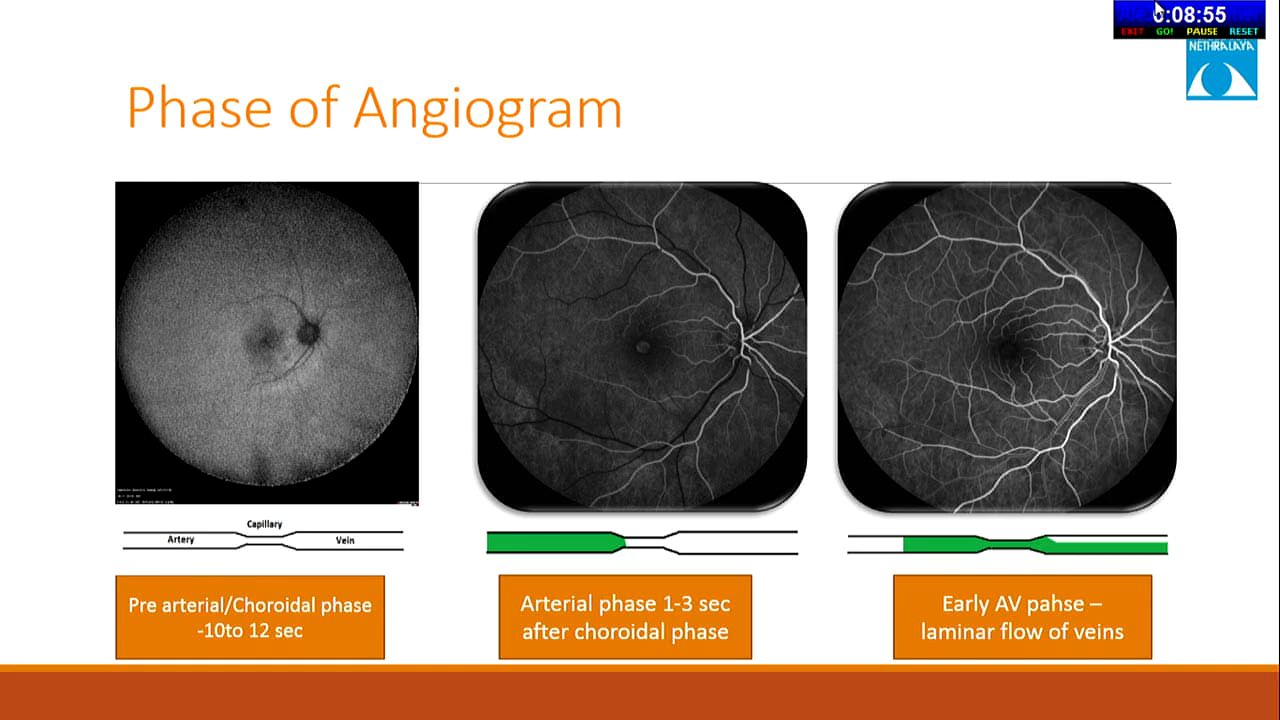 0:08:55
EXIT GO! PAUSE RESET
NETHRALAYA
Phase of Angiogram
Capillary
Artery
Vein
Pre arterial/Choroidal phase
-10to 12 sec
Arterial phase 1-3 sec
after choroidal phase
Early AV pahse –
laminar flow of veins